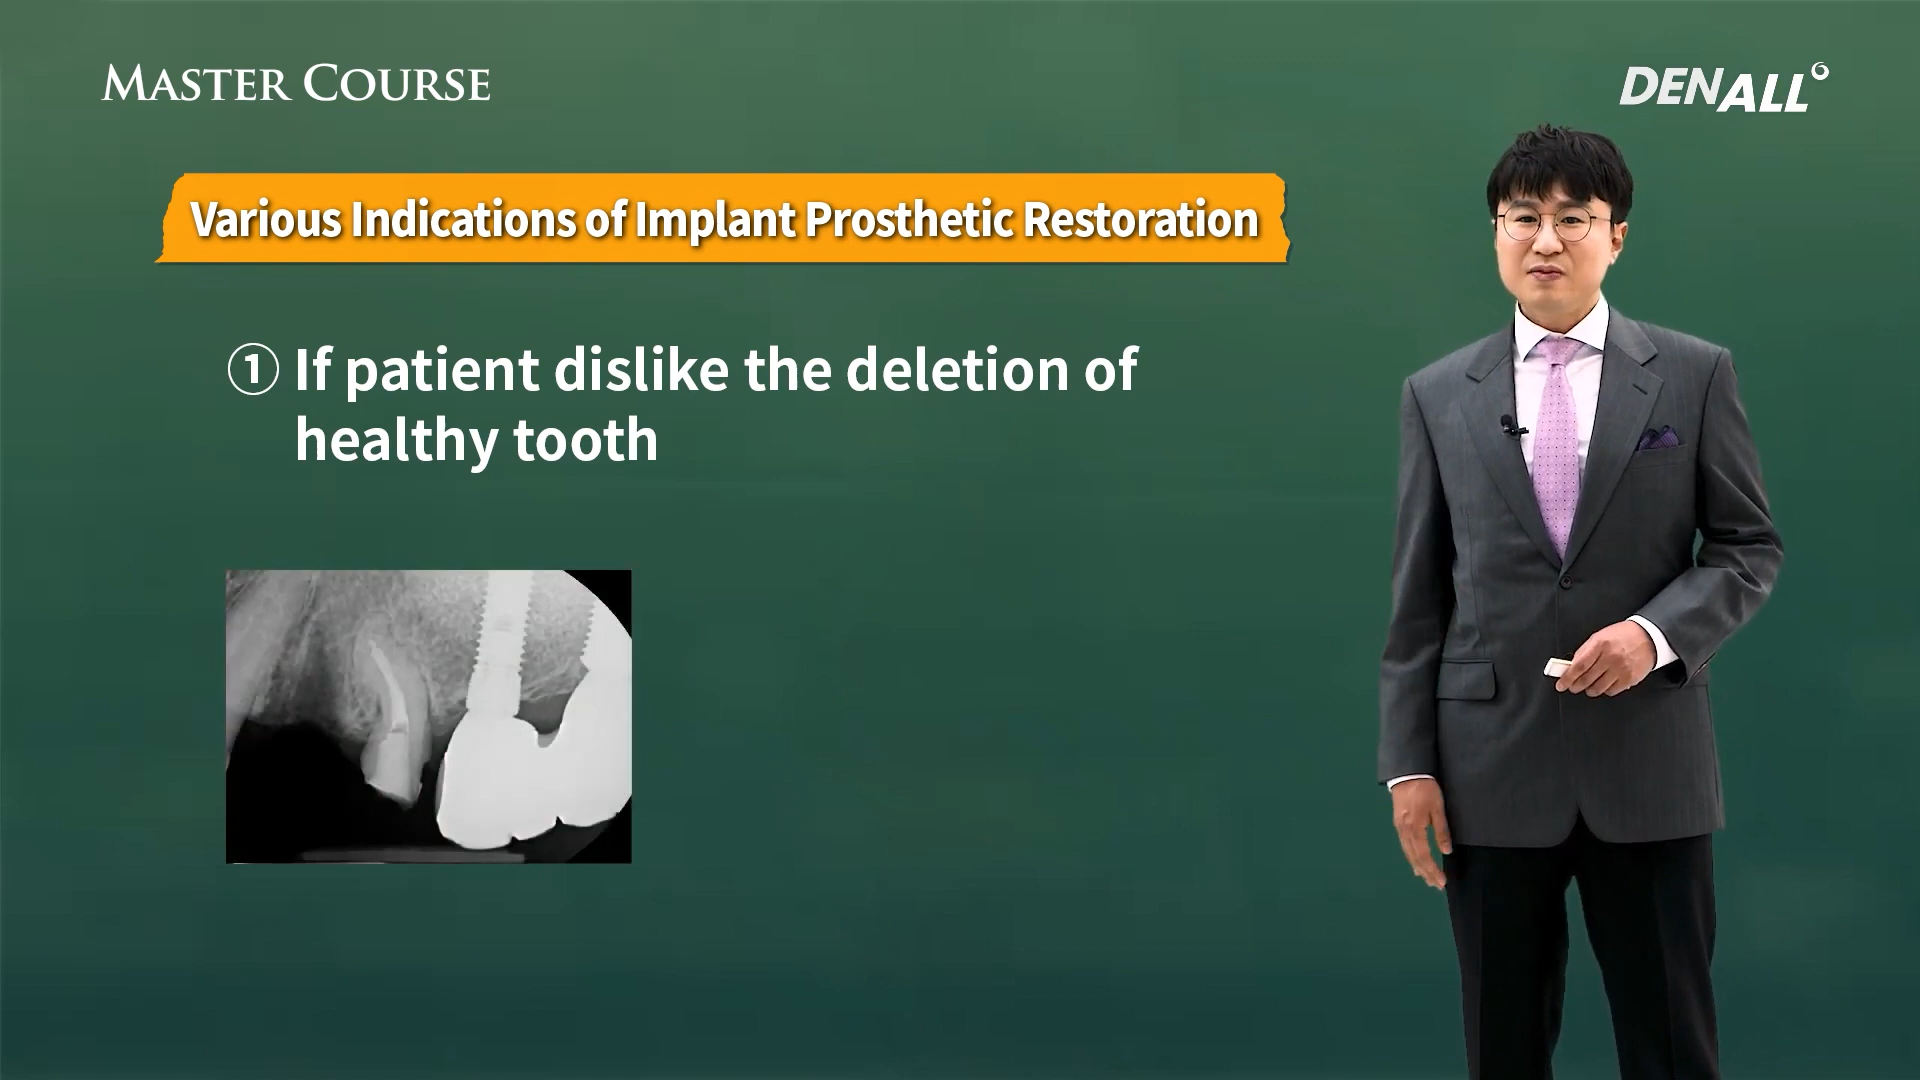 MASTER COURSE
DENALL
Various Indications of Implant Prosthetic Restoration
① If patient dislike the deletion of
healthy tooth